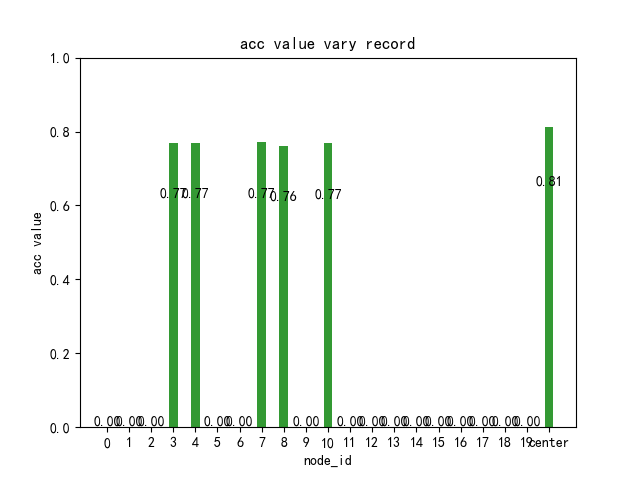 acc value vary record
1.0
0.8
0.6
0.4
0.2
0.0
acc value
0.77 0.77 0.77 0.76 0.77 0.81
0.00 0.00 0.00 0.00 0.00 0.00 0.00 0.00 0.00 0.00 0.00 0.00 0.00 0.00 0.00
0 1 2 3 4 5 6 7 8 9 10 11 12 13 14 15 16 17 18 19 center
node_id